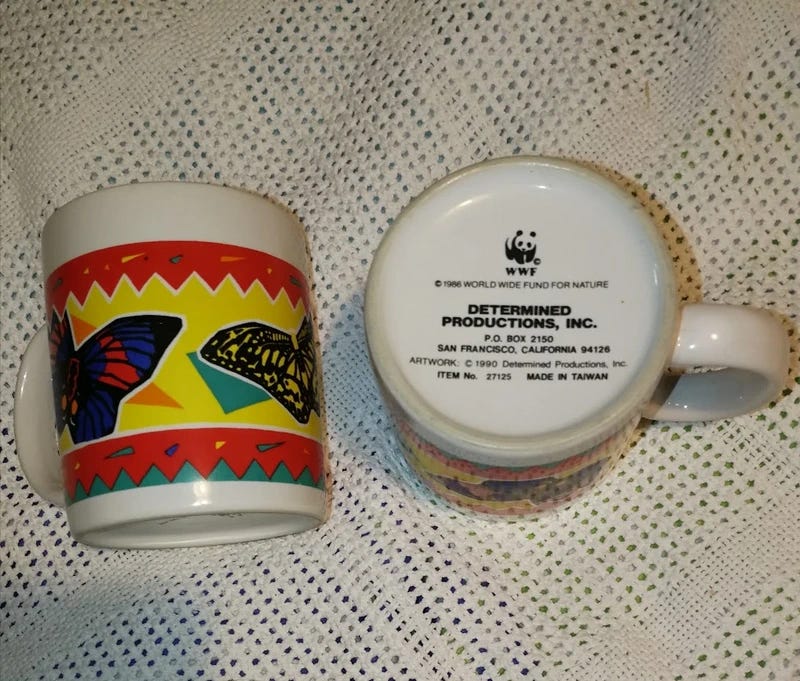 WWF
©1986 WORLD WIDE FUND FOR NATURE
DETERMINED
PRODUCTIONS, INC.
P.O. BOX 2150
SAN FRANCISCO, CALIFORNIA 94126
ARTWORK: © 1990 Determined Productions, Inc.
ITEM No. 27125 MADE IN TAIWAN